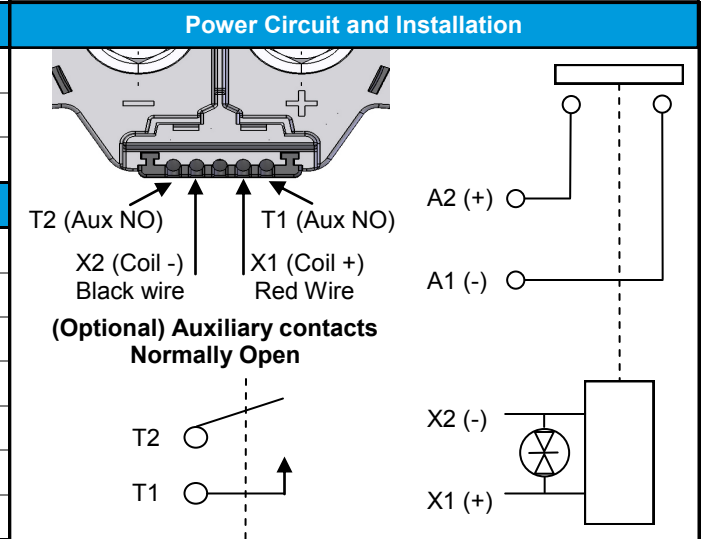 Power Circuit and Installation
T2 (Aux NO)
T1 (Aux NO)
X2 (Coil -)
Black wire
X1 (Coil +)
Red Wire
(Optional) Auxiliary contacts
Normally Open
T2
T1
A2 (+)
A1 (-)
X2 (-)
X1 (+)